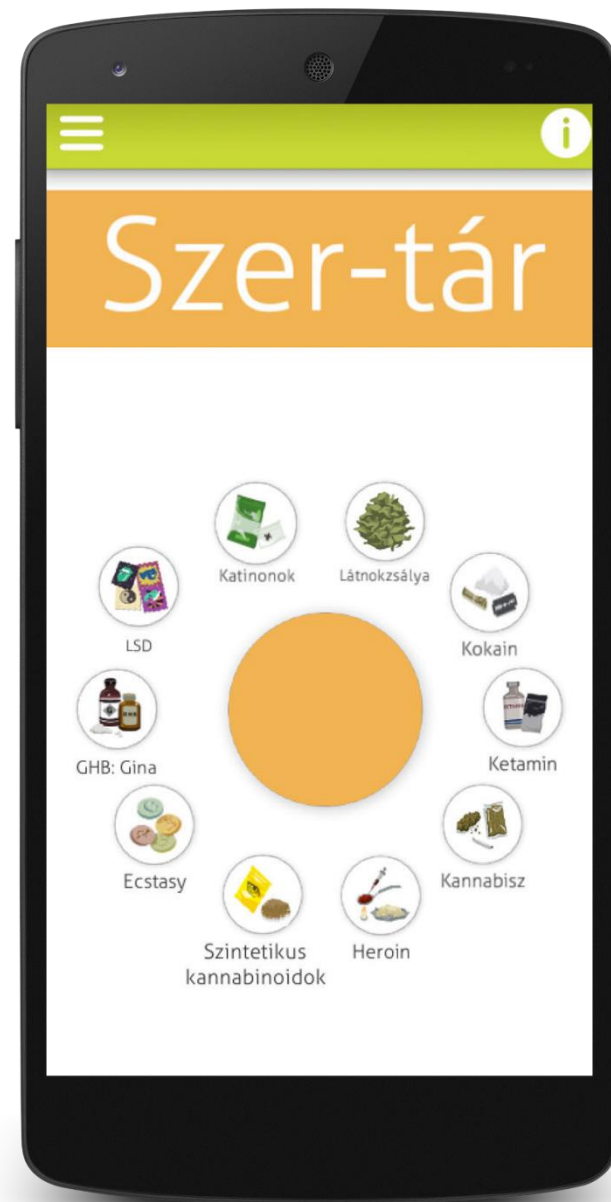 Szer-tár
Katinonok
Látnokzsálya
LSD
Kokain
GHB: Gina
Ketamin
Ecstasy
Kannabisz
Szintetikus
kannabinoidok
Heroin